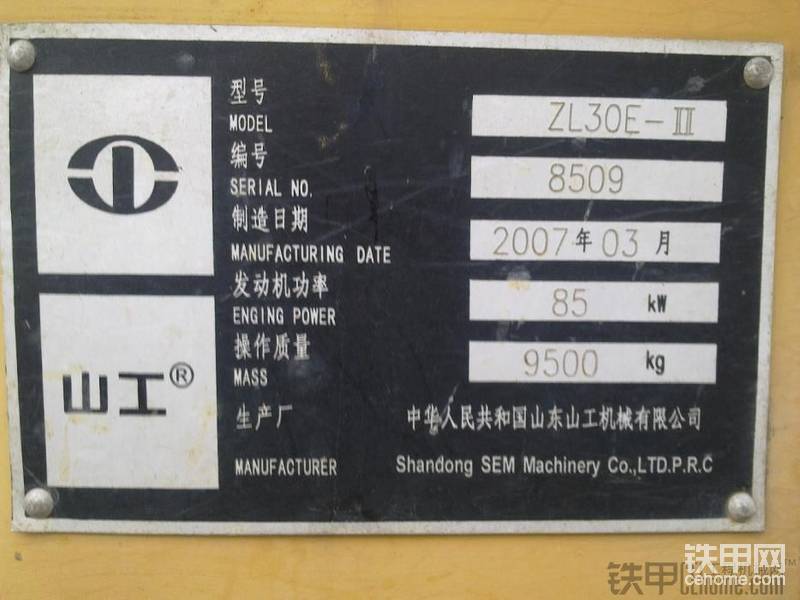 型号
MODEL
ZL30E-II
编号
SERIAL NO.
8509
制造日期
MANUFACTURING DATE
2007年03月
发动机功率
ENGING POWER
85 kW
操作质量
MASS
9500 kg
山工®
生产厂
中华人民共和国山东山工机械有限公司
MANUFACTURER
Shandong SEM Machinery Co.,LTD.P.R.C
铁甲网
cehome.com